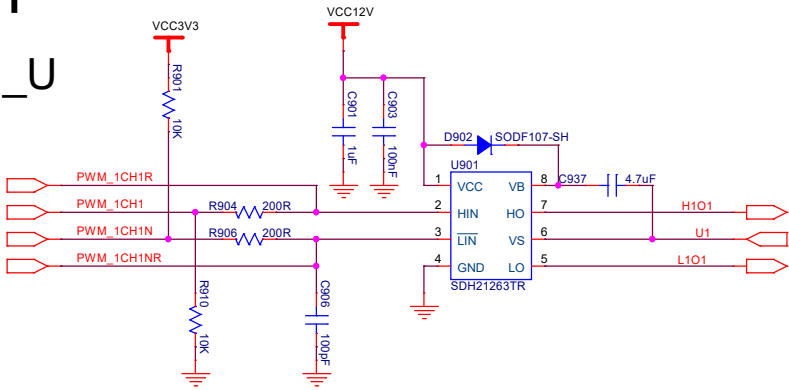 _U
VCC3V3
VCC12V
R901
10K
C901
1uF
C903
100nF
D902 SODF107-SH
U901
PWM_1CH1R
PWM_1CH1
R904 200R
PWM_1CH1N
R906 200R
PWM_1CH1NR
R910
10K
C906
100pF
1 VCC VB 8
2 HIN HO 7
3 LIN VS 6
4 GND LO 5
SDH21263TR
C937 4.7uF
H1O1
U1
L1O1